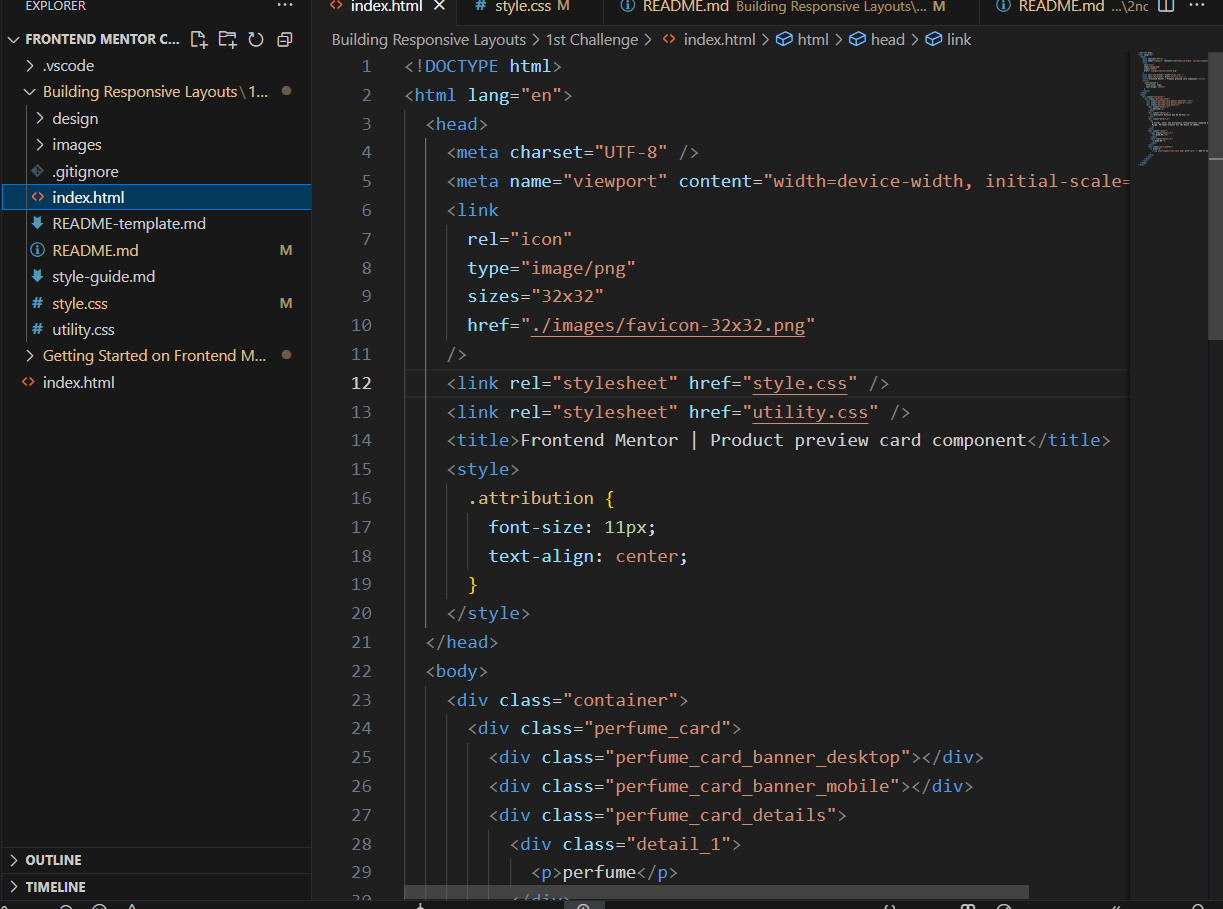 EXPLORER
FRONTEND MENTOR C...
.vscode
Building Responsive Layouts\1...
design
images
.gitignore
index.html
README-template.md
README.md M
style-guide.md
style.css M
utility.css
Getting Started on Frontend M...
index.html
OUTLINE
TIMELINE
index.html
style.css M
README.md Building Responsive Layouts\... M
README.md ...\2nc
Building Responsive Layouts > 1st Challenge > index.html > html > head > link
1 <!DOCTYPE html>
2 <html lang="en">
3 <head>
4 <meta charset="UTF-8" />
5 <meta name="viewport" content="width=device-width, initial-scale=
6 <link
7 rel="icon"
8 type="image/png"
9 sizes="32x32"
10 href="./images/favicon-32x32.png"
11 />
12 <link rel="stylesheet" href="style.css" />
13 <link rel="stylesheet" href="utility.css" />
14 <title>Frontend Mentor | Product preview card component</title>
15 <style>
16 .attribution {
17 font-size: 11px;
18 text-align: center;
19 }
20 </style>
21 </head>
22 <body>
23 <div class="container">
24 <div class="perfume_card">
25 <div class="perfume_card_banner_desktop"></div>
26 <div class="perfume_card_banner_mobile"></div>
27 <div class="perfume_card_details">
28 <div class="detail_1">
29 <p>perfume</p>
30 </div>